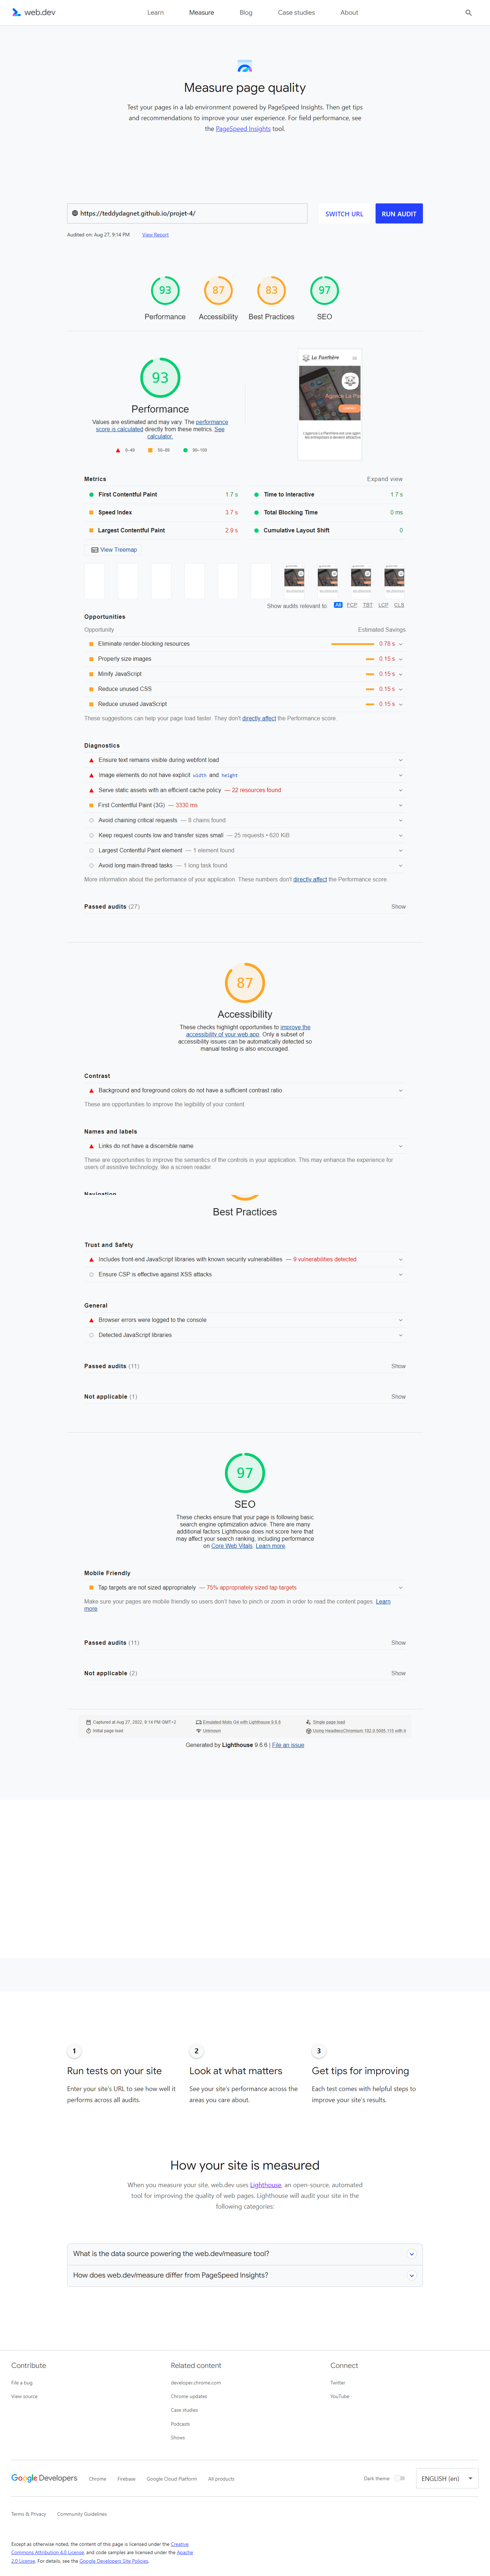 web.dev
Learn Measure Blog Case studies About
Measure page quality
Test your pages in a lab environment powered by PageSpeed Insights. Then get tips
and recommendations to improve your user experience. For field performance, see
the PageSpeed Insights tool.
https://teddydagnet.github.io/projet-4/
SWITCH URL
RUN AUDIT
Audited on: Aug 27, 9:14 PM View Report
93 87 83 97
Performance Accessibility Best Practices SEO
93
Performance
Values are estimated and may vary. The performance
score is calculated directly from these metrics. See
calculator.
0–49 50–89 90–100
La Panthère
Metrics
Expand view
First Contentful Paint 1.7 s
Time to Interactive 1.7 s
Speed Index 3.7 s
Total Blocking Time 0 ms
Largest Contentful Paint 2.9 s
Cumulative Layout Shift 0
View Treemap
Show audits relevant to: All FCP TBT LCP CLS
Opportunities
Opportunity Estimated Savings
Eliminate render-blocking resources 0.78 s
Properly size images 0.15 s
Minify JavaScript 0.15 s
Reduce unused CSS 0.15 s
Reduce unused JavaScript 0.15 s
These suggestions can help your page load faster. They don't directly affect the Performance score.
Diagnostics
Ensure text remains visible during webfont load
Image elements do not have explicit width and height
Serve static assets with an efficient cache policy — 22 resources found
First Contentful Paint (3G) — 3330 ms
Avoid chaining critical requests — 8 chains found
Keep request counts low and transfer sizes small — 25 requests • 620 KiB
Largest Contentful Paint element — 1 element found
Avoid long main-thread tasks — 1 long task found
More information about the performance of your application. These numbers don't directly affect the Performance score.
Passed audits (27) Show
87
Accessibility
These checks highlight opportunities to improve the
accessibility of your web app. Only a subset of
accessibility issues can be automatically detected so
manual testing is also encouraged.
Contrast
Background and foreground colors do not have a sufficient contrast ratio.
These are opportunities to improve the legibility of your content.
Names and labels
Links do not have a discernible name
These are opportunities to improve the semantics of the controls in your application. This may enhance the experience for
users of assistive technology, like a screen reader.
Navigation
Best Practices
Trust and Safety
Includes front-end JavaScript libraries with known security vulnerabilities — 9 vulnerabilities detected
Ensure CSP is effective against XSS attacks
General
Browser errors were logged to the console
Detected JavaScript libraries
Passed audits (11) Show
Not applicable (1) Show
97
SEO
These checks ensure that your page is following basic
search engine optimization advice. There are many
additional factors Lighthouse does not score here that
may affect your search ranking, including performance
on Core Web Vitals. Learn more.
Mobile Friendly
Tap targets are not sized appropriately — 75% appropriately sized tap targets
Make sure your pages are mobile friendly so users don't have to pinch or zoom in order to read the content pages. Learn
more.
Passed audits (11) Show
Not applicable (2) Show
Captured at Aug 27, 2022, 9:14 PM GMT+2
Emulated Moto G4 with Lighthouse 9.6.6
Single page load
Initial page load
Unknown
Using HeadlessChromium 102.0.5005.115 with lr
Generated by Lighthouse 9.6.6 | File an issue
1 2 3
Run tests on your site
Enter your site's URL to see how well it
performs across all audits.
Look at what matters
See your site's performance across the
areas you care about.
Get tips for improving
Each test comes with helpful steps to
improve your site's results.
How your site is measured
When you measure your site, web.dev uses Lighthouse, an open-source, automated
tool for improving the quality of web pages. Lighthouse will audit your site in the
following categories:
What is the data source powering the web.dev/measure tool?
How does web.dev/measure differ from PageSpeed Insights?
Contribute
File a bug
View source
Related content
developer.chrome.com
Chrome updates
Case studies
Podcasts
Shows
Connect
Twitter
YouTube
Google Developers Chrome Firebase Google Cloud Platform All products
Dark theme
ENGLISH (en)
Terms & Privacy Community Guidelines
Except as otherwise noted, the content of this page is licensed under the Creative
Commons Attribution 4.0 License, and code samples are licensed under the Apache
2.0 License. For details, see the Google Developers Site Policies.